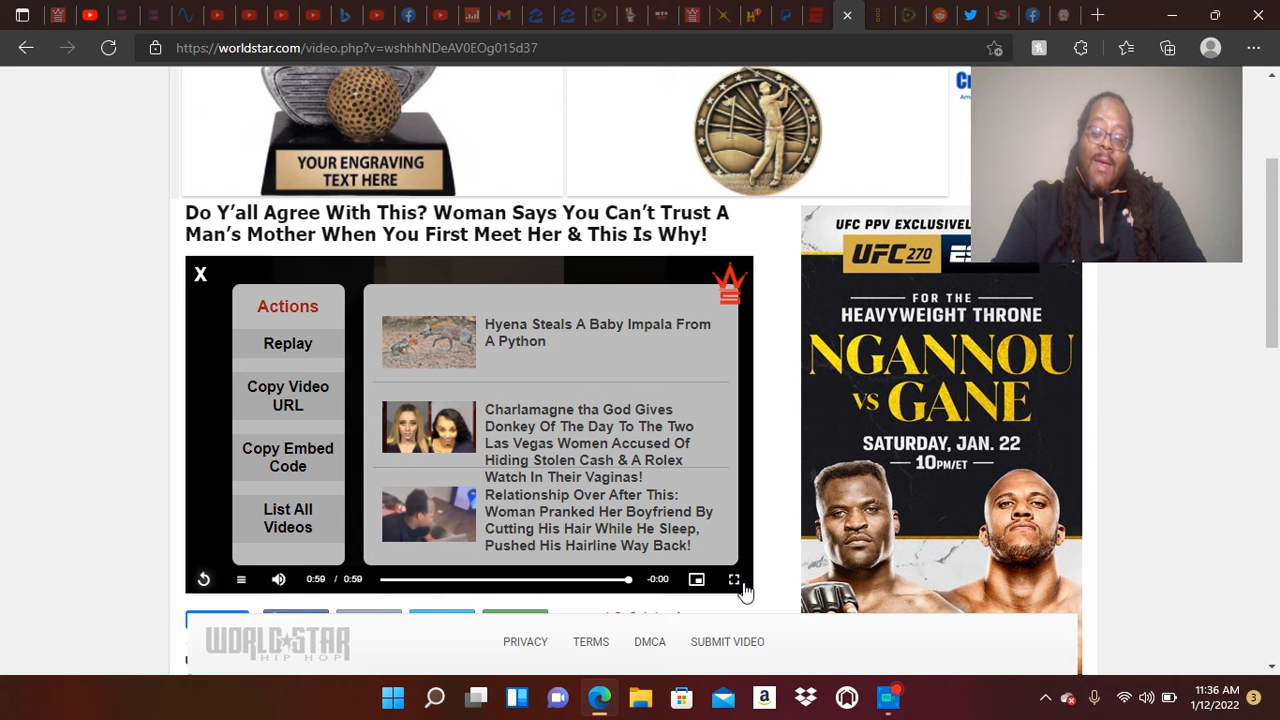 https://worldstar.com/video.php?v=wshhhNDeAV0EOg015d37
YOUR ENGRAVING
TEXT HERE
Do Y'all Agree With This? Woman Says You Can't Trust A
Man's Mother When You First Meet Her & This Is Why!
X
Actions
Replay
Copy Video
URL
Copy Embed
Code
List All
Videos
Hyena Steals A Baby Impala From
A Python
Charlamagne tha God Gives
Donkey Of The Day To The Two
Las Vegas Women Accused Of
Hiding Stolen Cash & A Rolex
Watch In Their Vaginas!
Relationship Over After This:
Woman Pranked Her Boyfriend By
Cutting His Hair While He Sleep,
Pushed His Hairline Way Back!
0:59 / 0:59
-0:00
UFC PPV EXCLUSIVELY
UFC 270
FOR THE
HEAVYWEIGHT THRONE
NGANNOU
VS GANE
SATURDAY, JAN. 22
10PM/ET
WORLD STAR
HIP HOP
PRIVACY
TERMS
DMCA
SUBMIT VIDEO
11:36 AM
1/12/2022
3